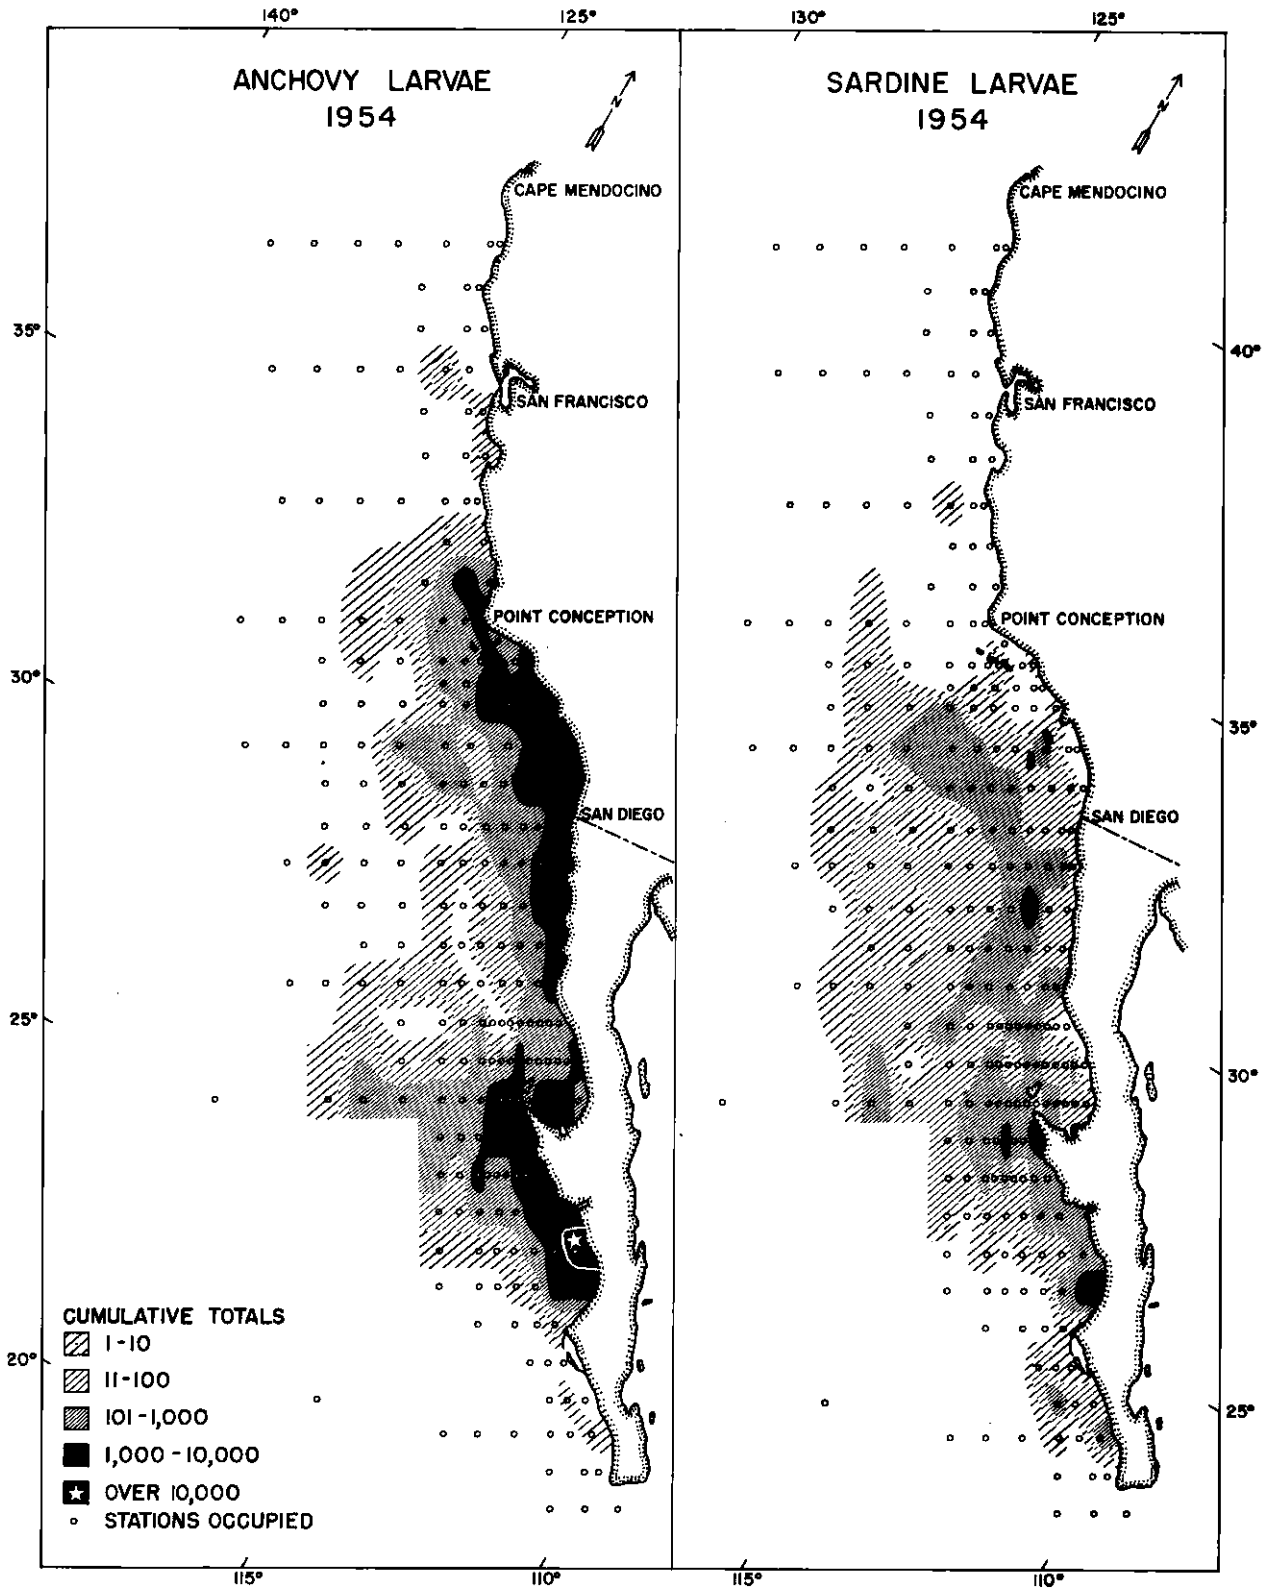 140° 125° 130° 125°
ANCHOVY LARVAE
1954
N
SARDINE LARVAE
1954
N
CAPE MENDOCINO
CAPE MENDOCINO
35°
40°
SAN FRANCISCO
SAN FRANCISCO
POINT CONCEPTION
POINT CONCEPTION
30°
35°
SAN DIEGO
SAN DIEGO
25°
30°
CUMULATIVE TOTALS
1-10
20°
11-100
101-1,000
25°
1,000-10,000
OVER 10,000
STATIONS OCCUPIED
115° 110° 115° 110°